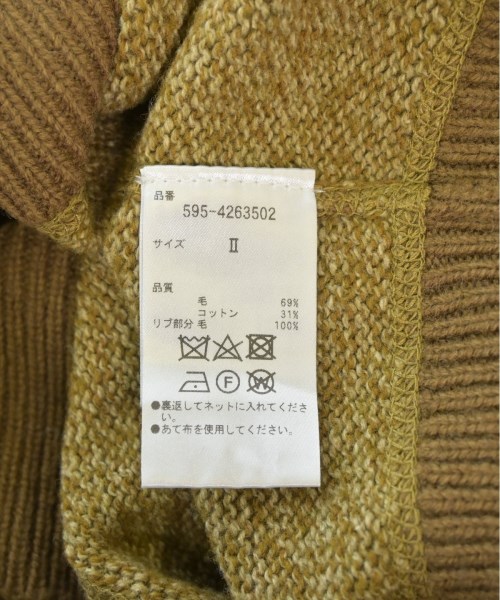 品番
595-4263502
サイズ Ⅱ
品質
毛 69%
コットン 31%
リブ部分 毛 100%
F W
●裏返してネットに入れてくださ
い。
●あて布を使用してください。